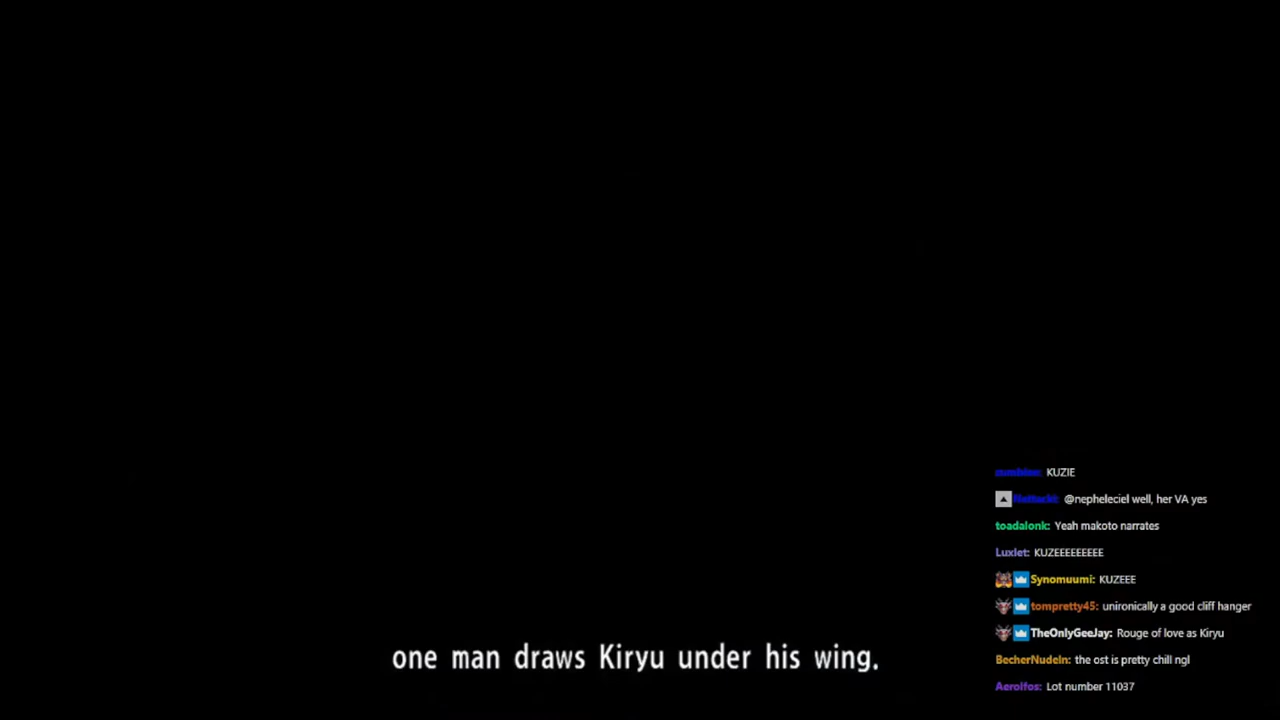 KUZIE
@nepheleciel well, her VA yes
toadalonk: Yeah makoto narrates
Luxlet: KUZEEEEEEEEE
Synomuumi: KUZEEE
tompretty45: unironically a good cliff hanger
TheOnlyGeeJay: Rouge of love as Kiryu
one man draws Kiryu under his wing.
BecherNudeln: the ost is pretty chill ngl
Aerolfos: Lot number 11037